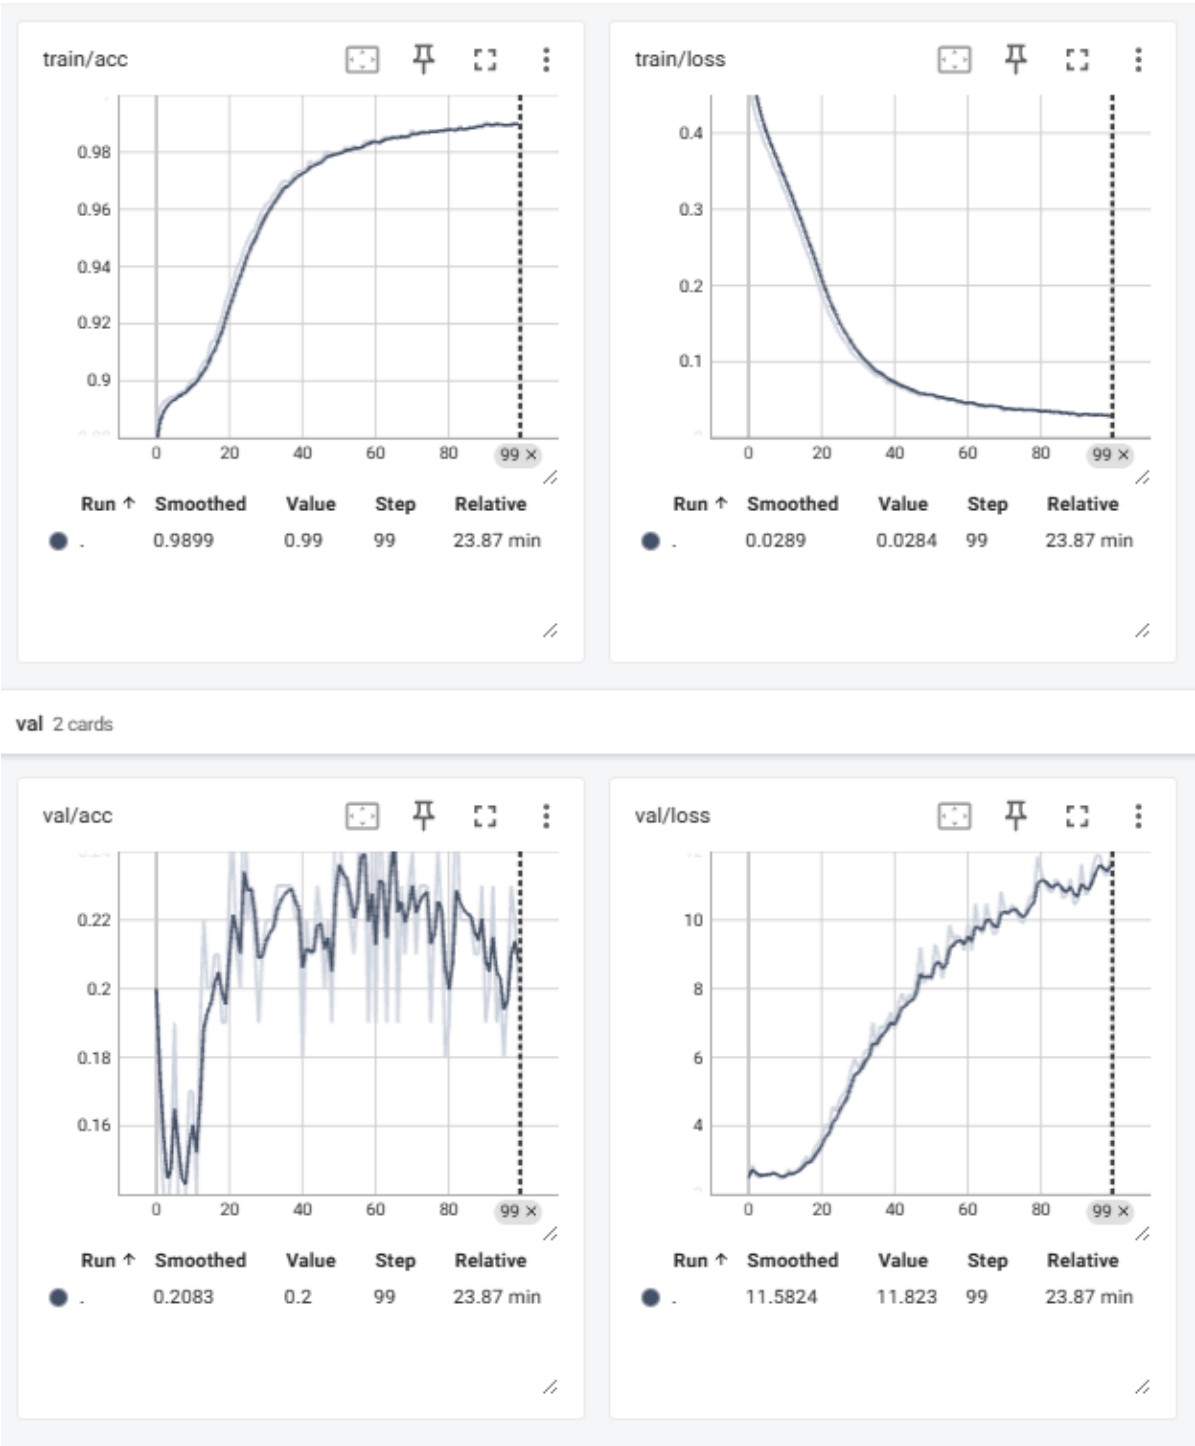 train/acc
0.98
0.96
0.94
0.92
0.9
0 20 40 60 80 99 ×
Run ↑ Smoothed Value Step Relative
. 0.9899 0.99 99 23.87 min
train/loss
0.4
0.3
0.2
0.1
0
0 20 40 60 80 99 ×
Run ↑ Smoothed Value Step Relative
. 0.0289 0.0284 99 23.87 min
val 2 cards
val/acc
0.24
0.22
0.2
0.18
0.16
0 20 40 60 80 99 ×
Run ↑ Smoothed Value Step Relative
. 0.2083 0.2 99 23.87 min
val/loss
12
10
8
6
4
0 20 40 60 80 99 ×
Run ↑ Smoothed Value Step Relative
. 11.5824 11.823 99 23.87 min